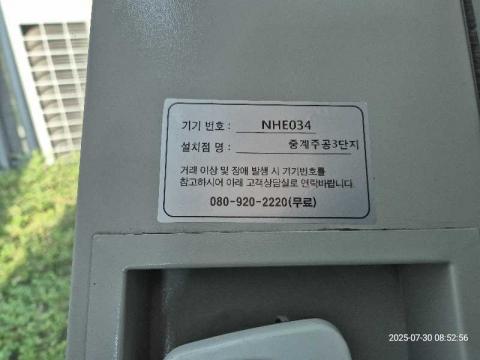 기기 번호 : NHE034
설치점 명 : 중계주공3단지
거래 이상 및 장애 발생 시 기기번호를
참고하시어 아래 고객상담실로 연락바랍니다.
080-920-2220(무료)
2025-07-30 08:52:56